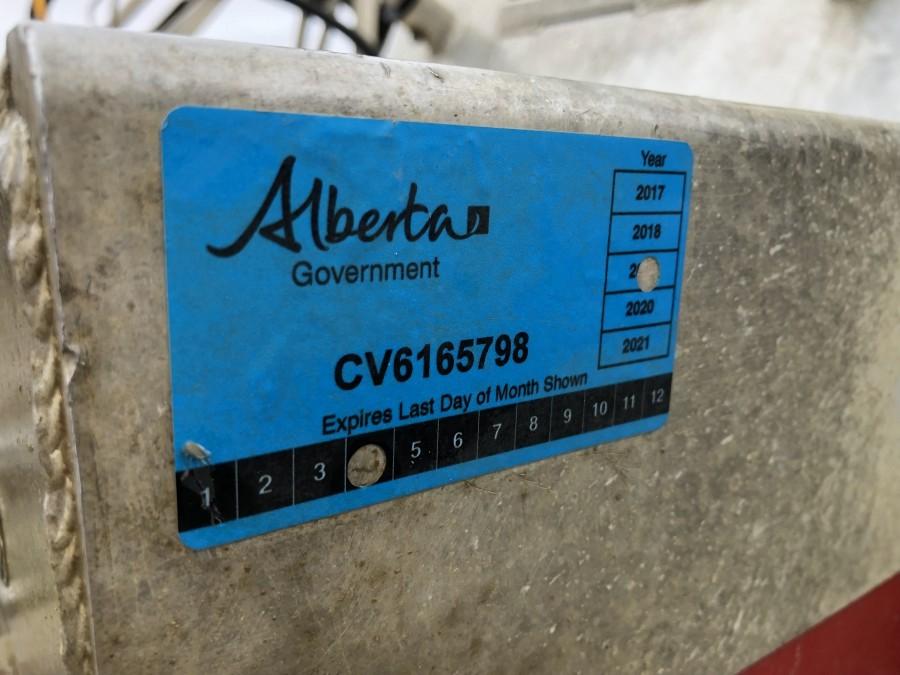 Alberta
Government
Year
2017
2018
2
2020
2021
CV6165798
Expires Last Day of Month Shown
1 2 3 5 6 7 8 9 10 11 12